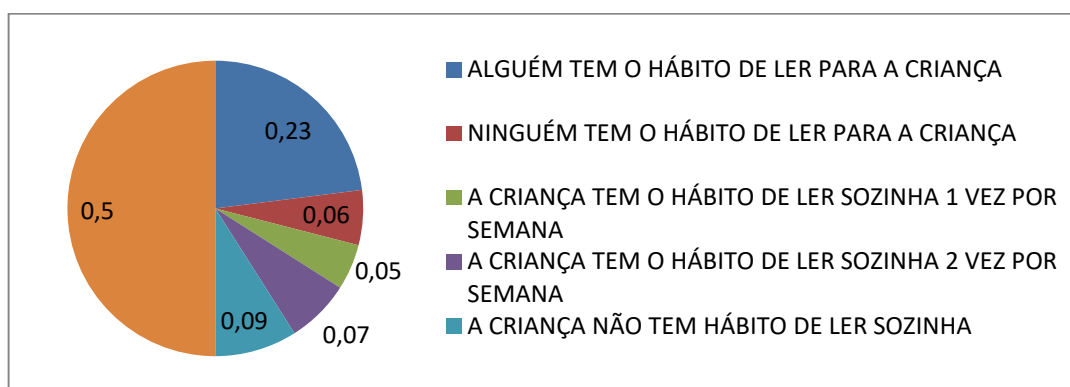 0,23
0,06
0,05
0,07
0,09
0,5
ALGUÉM TEM O HÁBITO DE LER PARA A CRIANÇA
NINGUÉM TEM O HÁBITO DE LER PARA A CRIANÇA
A CRIANÇA TEM O HÁBITO DE LER SOZINHA 1 VEZ POR
SEMANA
A CRIANÇA TEM O HÁBITO DE LER SOZINHA 2 VEZ POR
SEMANA
A CRIANÇA NÃO TEM HÁBITO DE LER SOZINHA